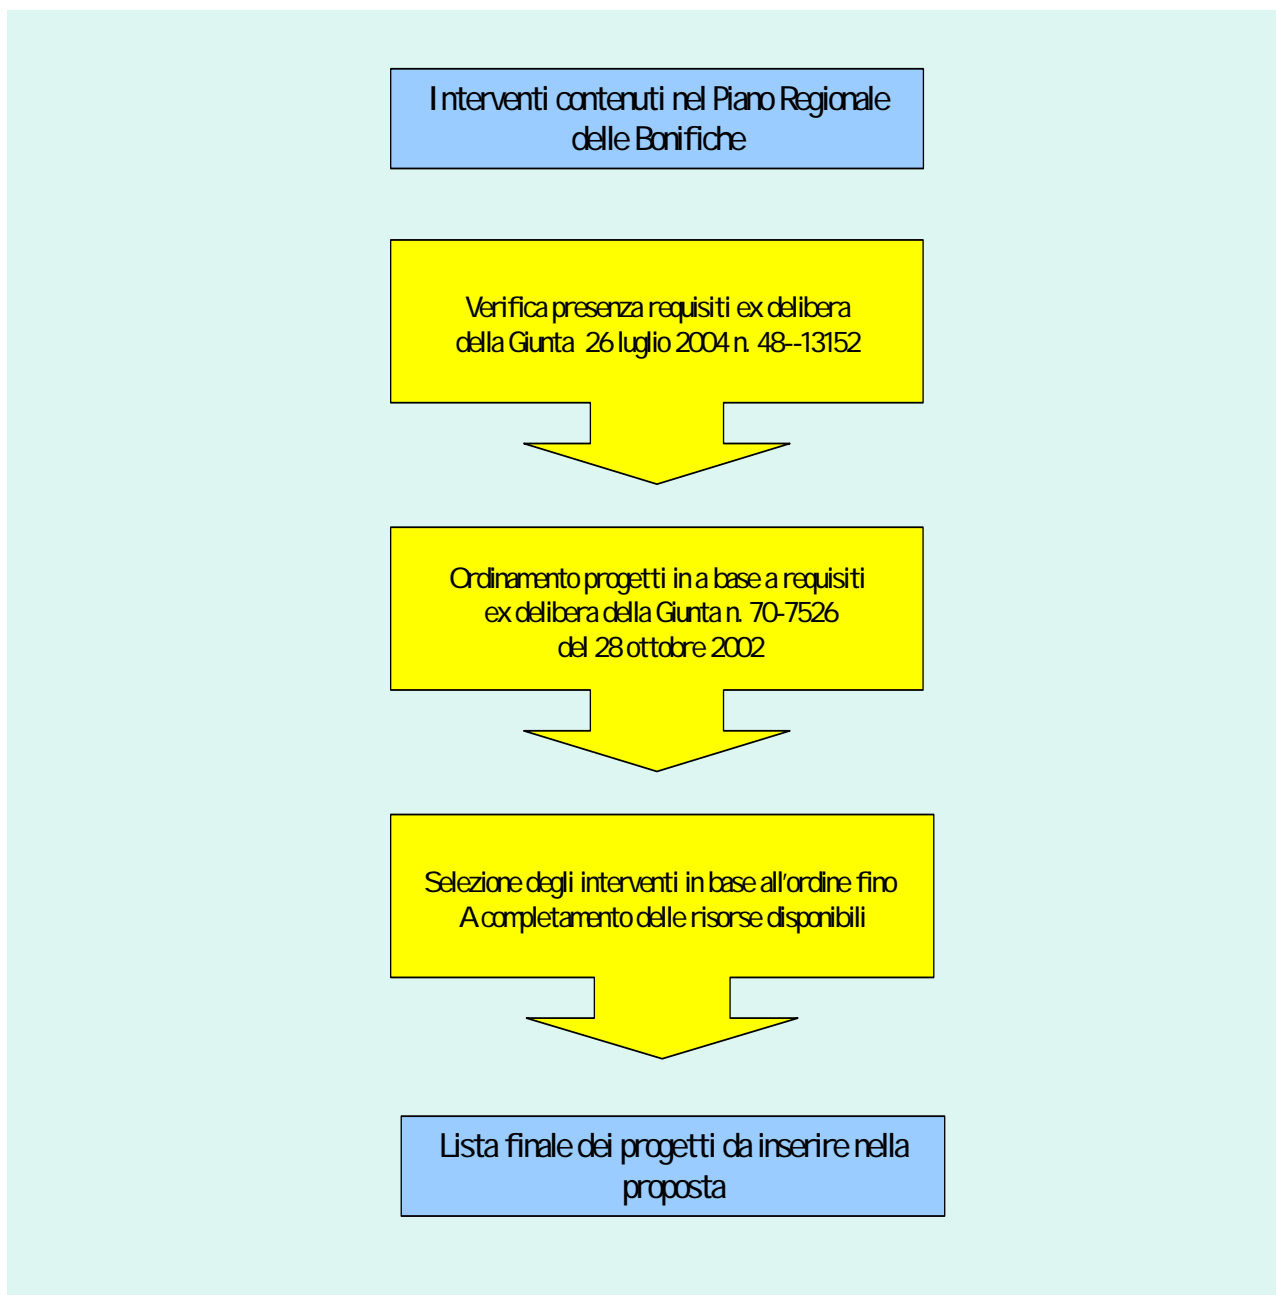 Interventi contenuti nel Piano Regionale
delle Bonifiche
Verifica presenza requisiti ex delibera
della Giunta 26 luglio 2004 n. 48--13152
Ordinamento progetti in a base a requisiti
ex delibera della Giunta n. 70-7526
del 28 ottobre 2002
Selezione degli interventi in base all'ordine fino
A completamento delle risorse disponibili
Lista finale dei progetti da inserire nella
proposta